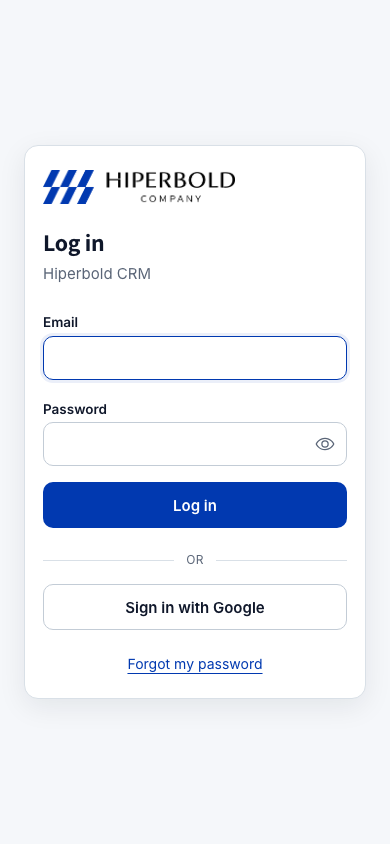 HIPERBOLD
COMPANY
Log in
Hiperbold CRM
Email
Password
Log in
OR
Sign in with Google
Forgot my password